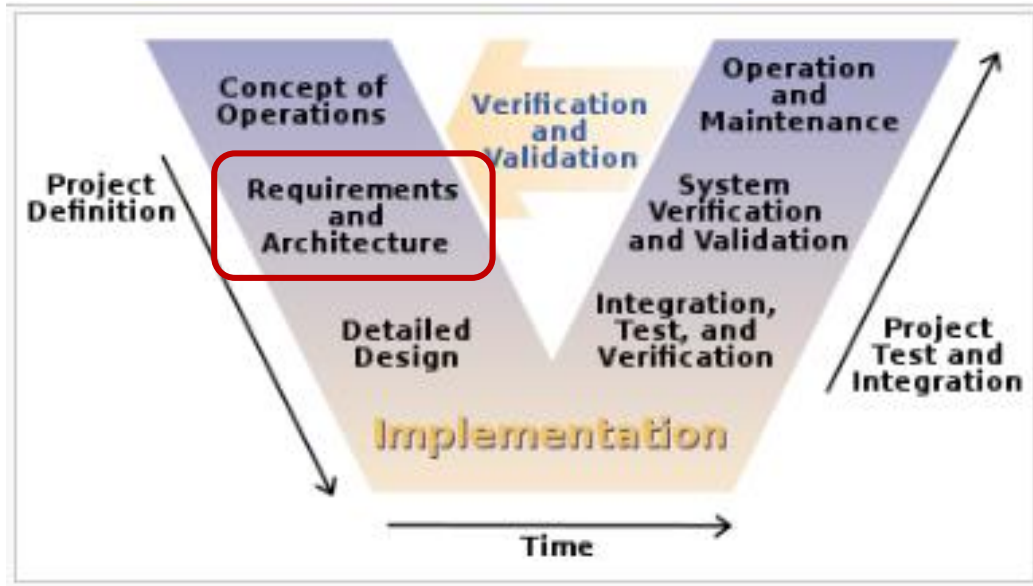 Concept of
Operations
Verification
and
Validation
Operation
and
Maintenance
Project
Definition
Requirements
and
Architecture
System
Verification
and Validation
Detailed
Design
Integration,
Test, and
Verification
Project
Test and
Integration
Implementation
Time